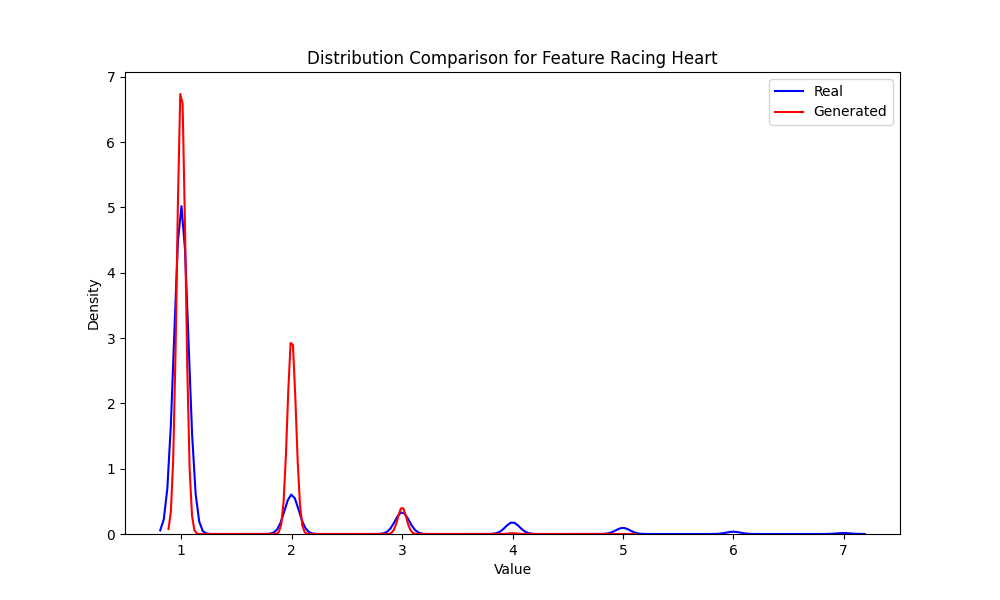 Distribution Comparison for Feature Racing Heart
Real
Generated
Density
7
6
5
4
3
2
1
0
1 2 3 4 5 6 7
Value